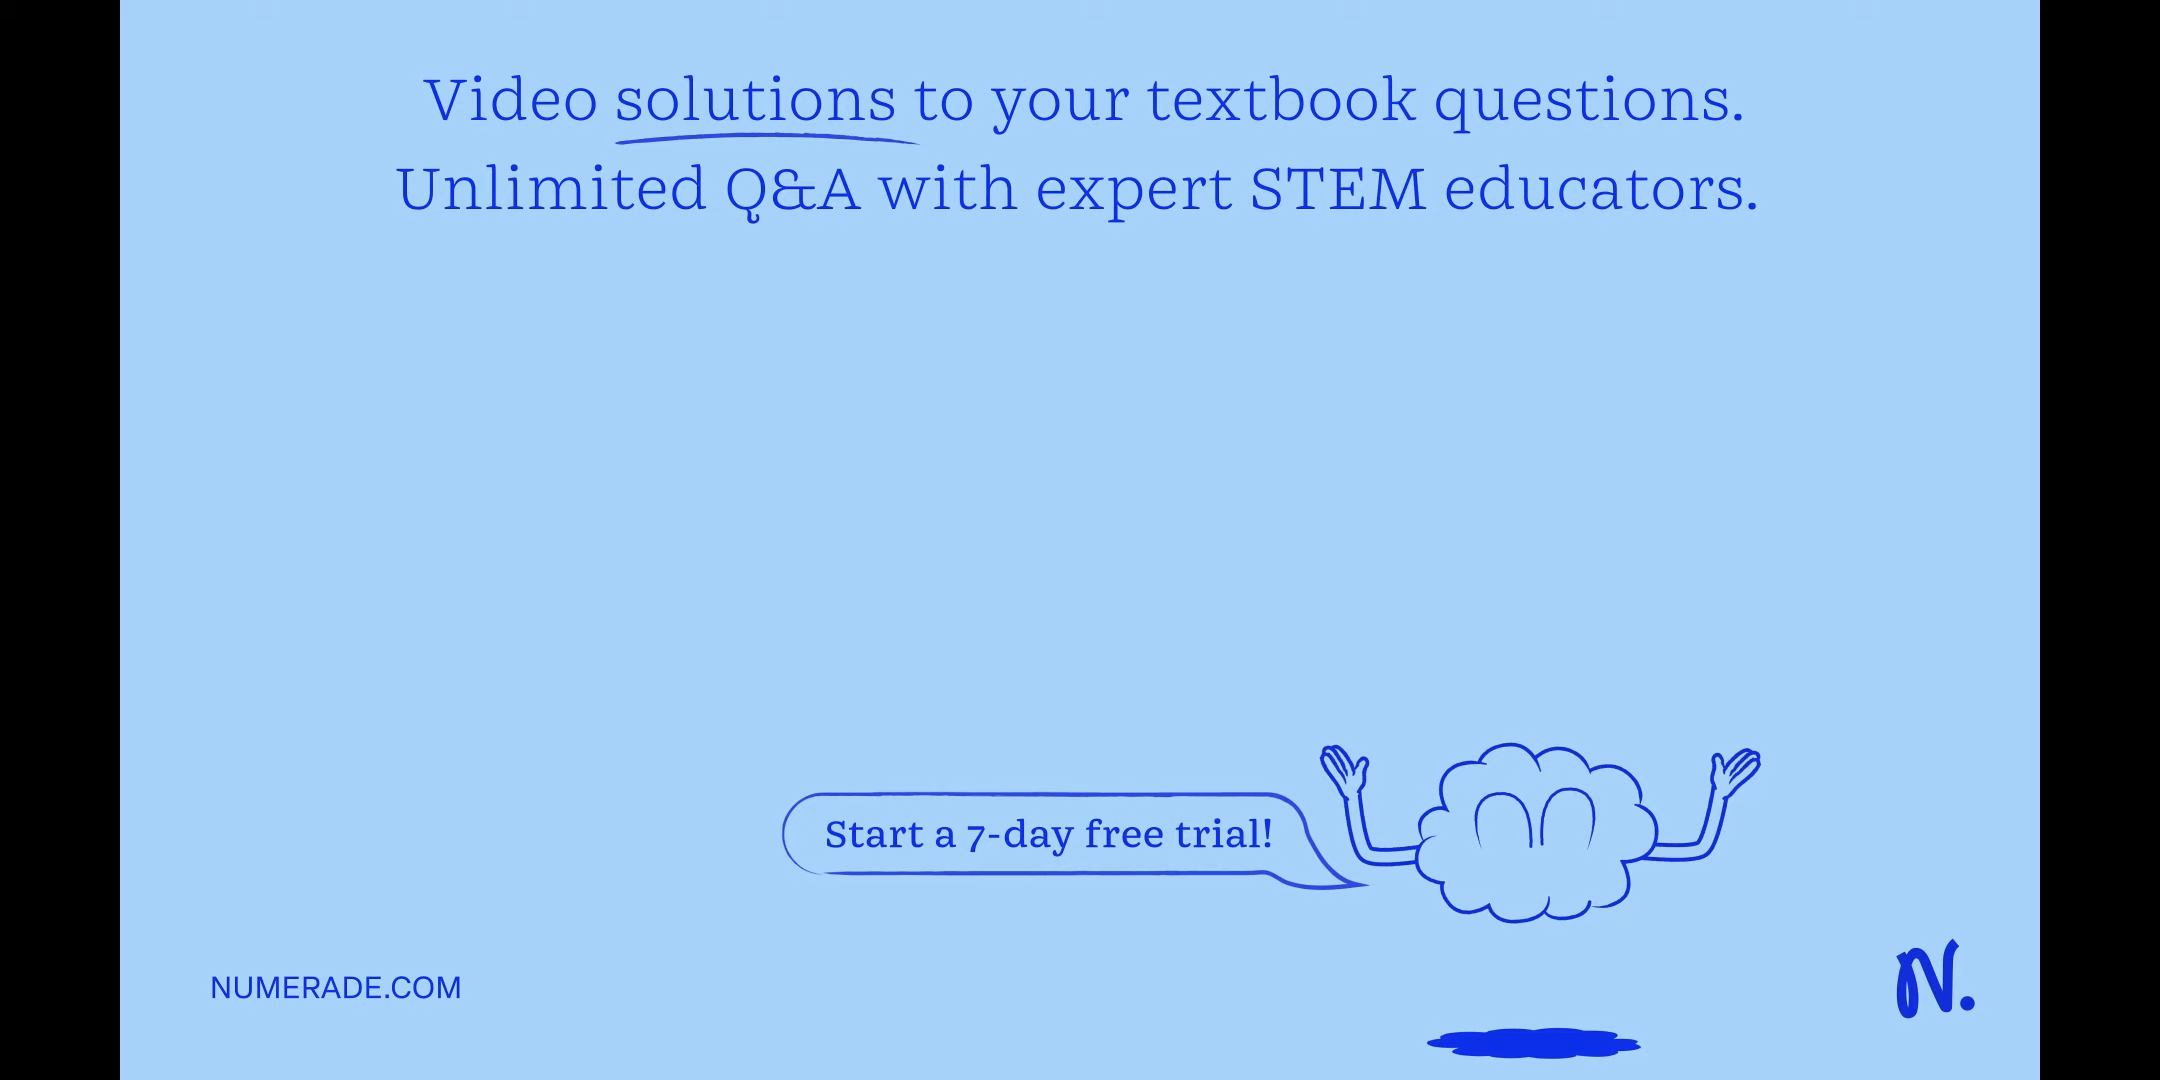 Video solutions to your textbook questions.
Unlimited Q&A with expert STEM educators.
Start a 7-day free trial!
NUMERADE.COM
N.